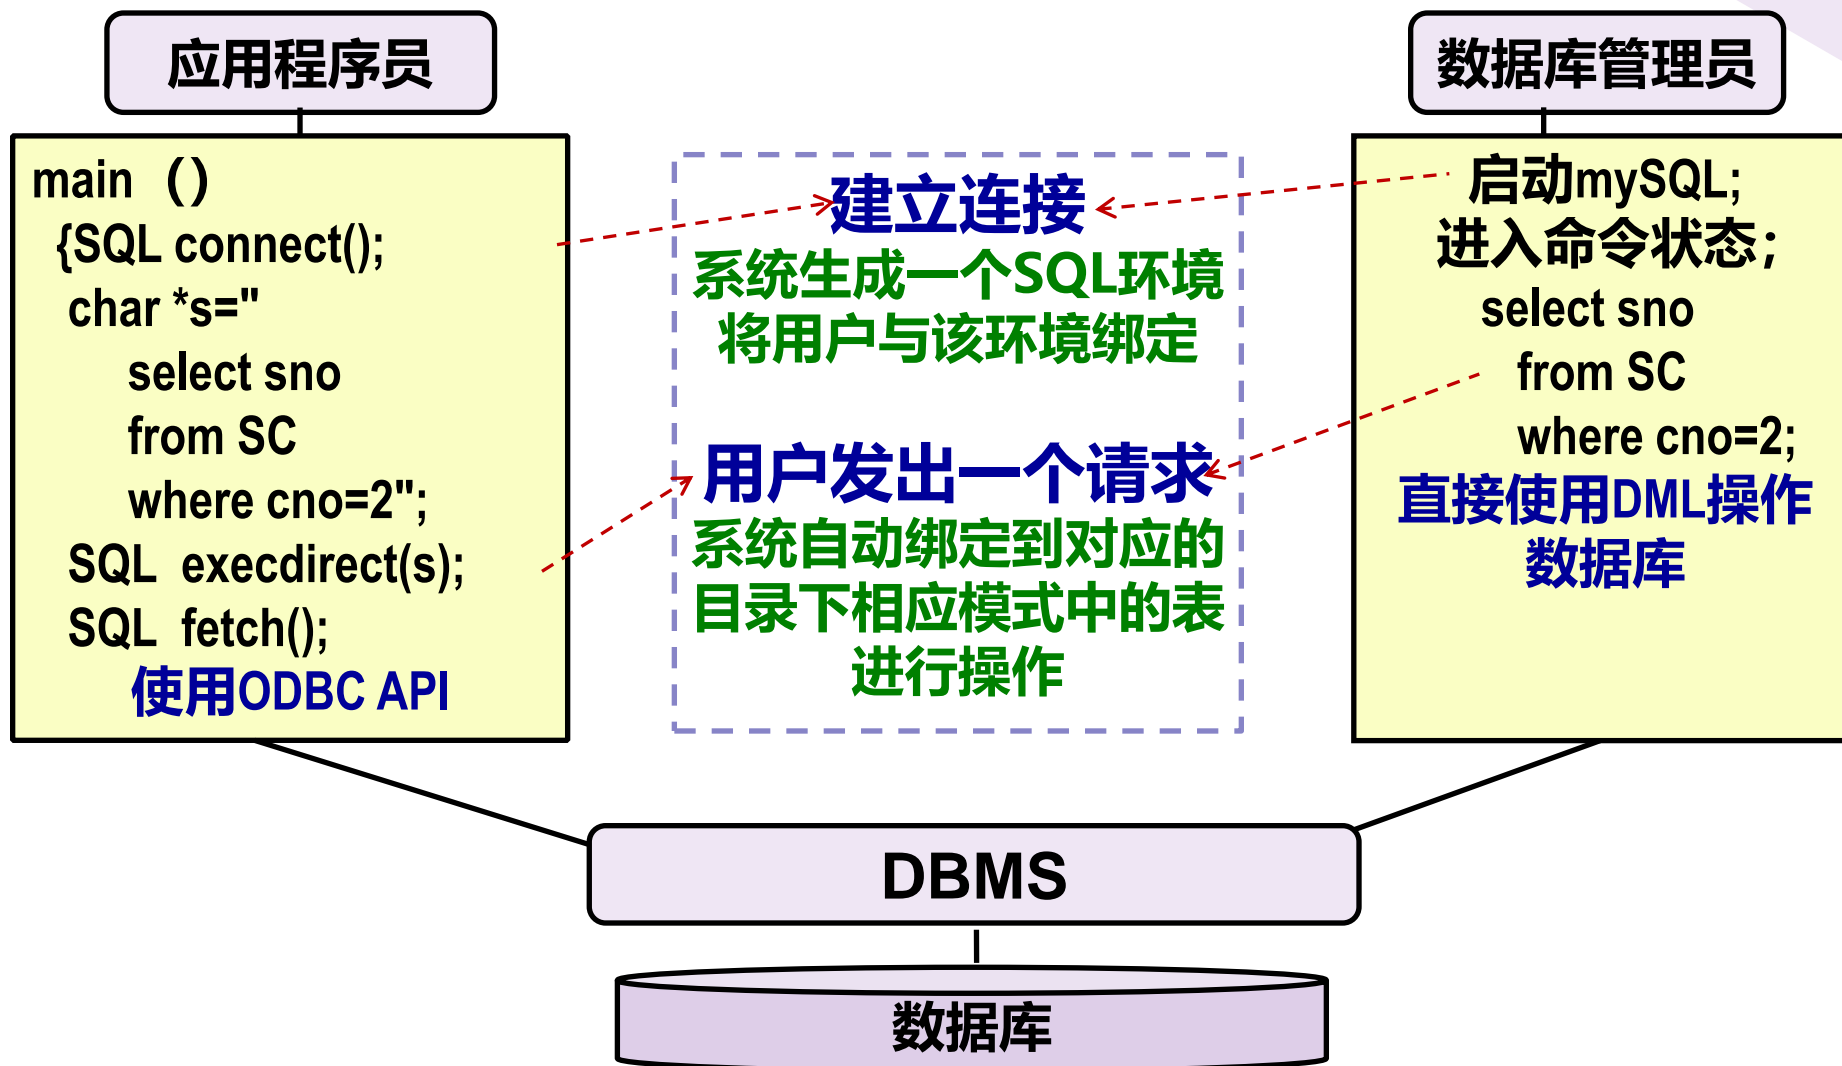 应用程序员
main（）
{SQL connect();
char *s="
select sno
from SC
where cno=2";
SQL execdirect(s);
SQL fetch();
使用ODBC API
建立连接
系统生成一个SQL环境
将用户与该环境绑定
用户发出一个请求
系统自动绑定到对应的
目录下相应模式中的表
进行操作
数据库管理员
启动mySQL;
进入命令状态；
select sno
from SC
where cno=2;
直接使用DML操作
数据库
DBMS
数据库